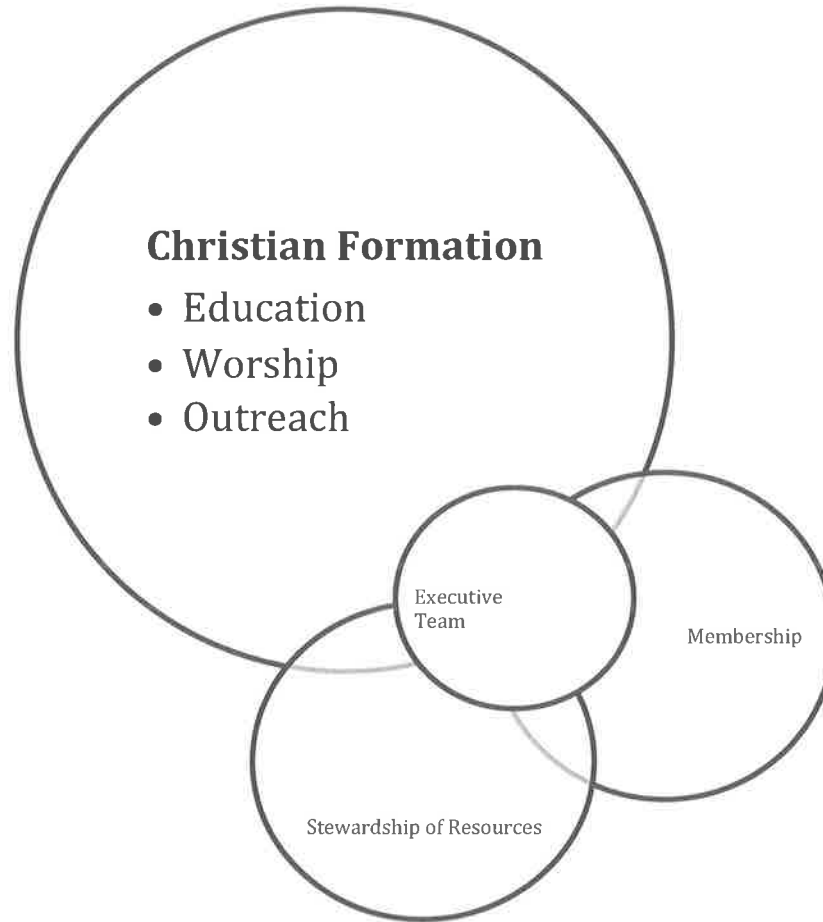 Christian Formation
• Education
• Worship
• Outreach
Executive
Team
Membership
Stewardship of Resources